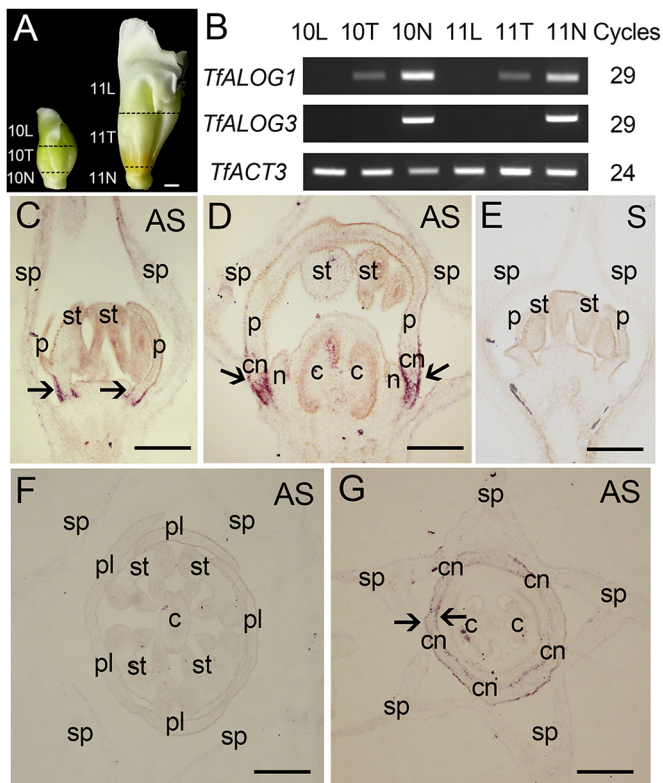 A
11L
10L
10T
11T
10N
11N
B
10L 10T 10N 11L 11T 11N Cycles
TfALOG1 29
TfALOG3 29
TfACT3 24
C AS
sp sp
st st
p p
D AS
sp st st sp
p p
cn cn
n c c n
E S
sp sp
st st
p p
F AS
sp pl sp
pl st st
c pl
pl st st
pl
sp sp
G AS
sp
cn cn
sp sp
c c
cn cn
cn
sp sp